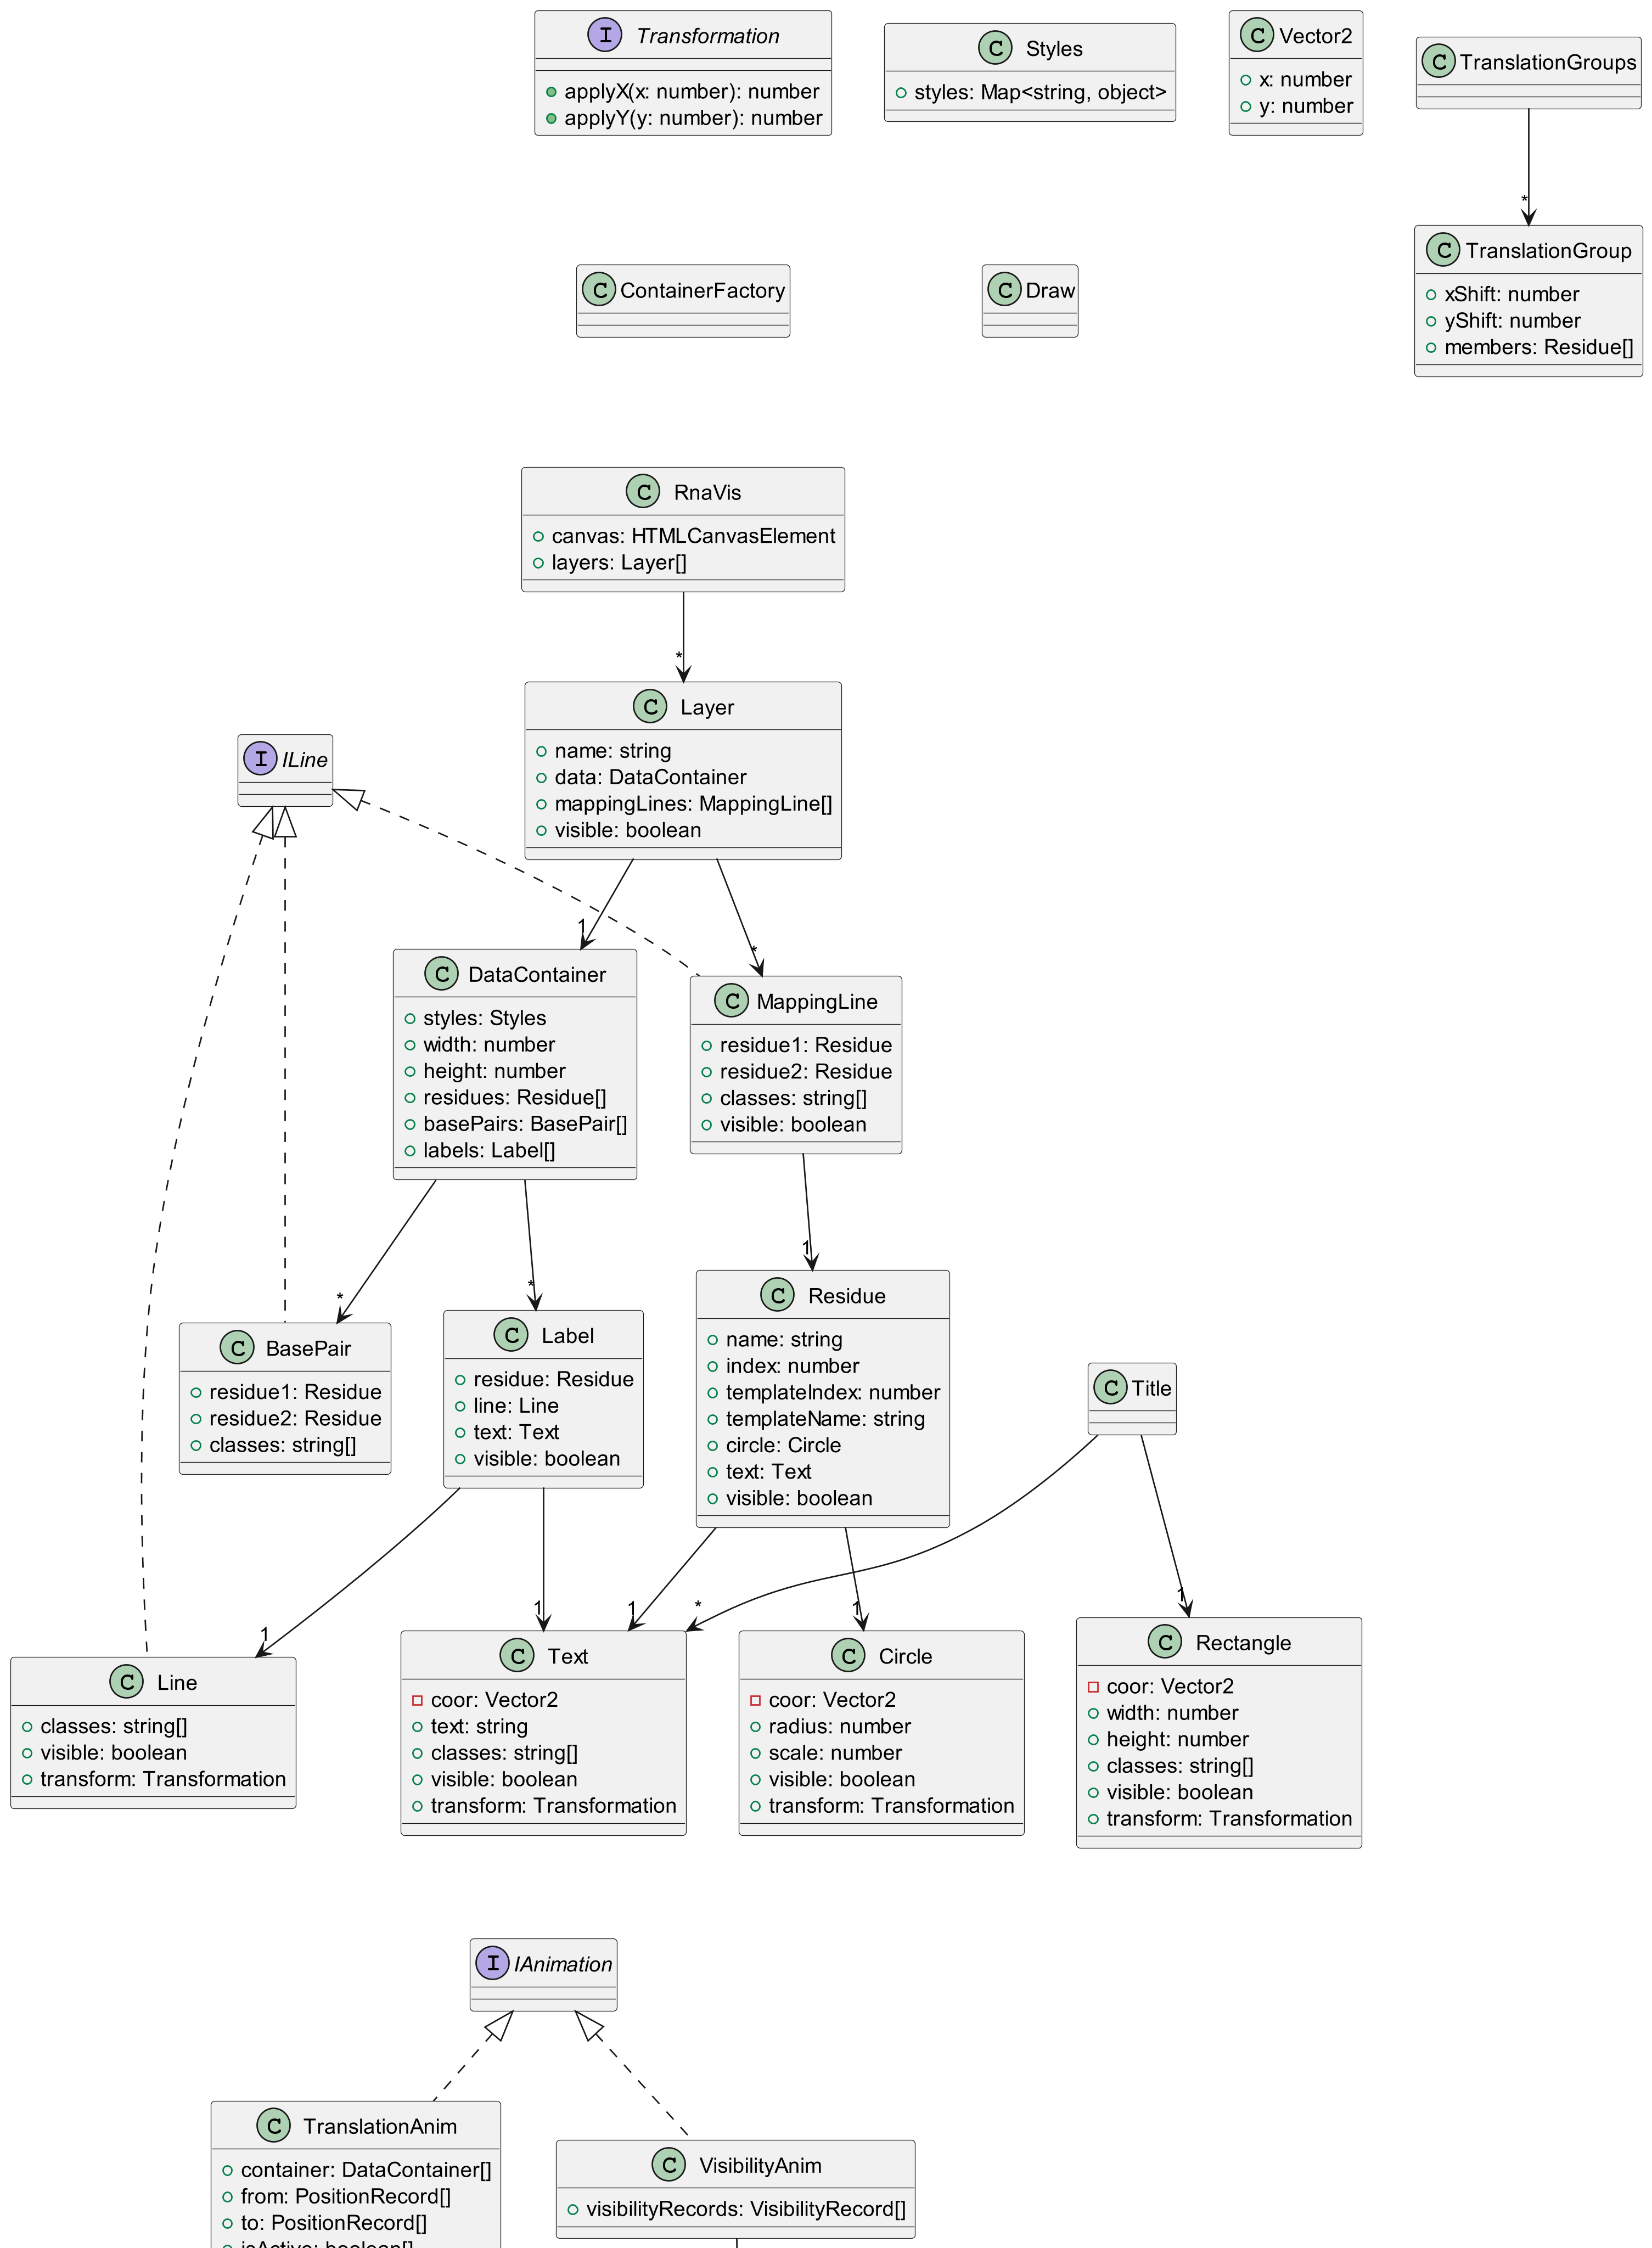 I Transformation
applyX(x: number): number
applyY(y: number): number
C Styles
styles: Map<string, object>
C Vector2
x: number
y: number
C TranslationGroups
*
C TranslationGroup
xShift: number
yShift: number
members: Residue[]
C ContainerFactory
C Draw
C RnaVis
canvas: HTMLCanvasElement
layers: Layer[]
*
C Layer
name: string
data: DataContainer
mappingLines: MappingLine[]
visible: boolean
I ILine
1
*
C DataContainer
styles: Styles
width: number
height: number
residues: Residue[]
basePairs: BasePair[]
labels: Label[]
C MappingLine
residue1: Residue
residue2: Residue
classes: string[]
visible: boolean
*
*
1
C BasePair
residue1: Residue
residue2: Residue
classes: string[]
C Label
residue: Residue
line: Line
text: Text
visible: boolean
C Residue
name: string
index: number
templateIndex: number
templateName: string
circle: Circle
text: Text
visible: boolean
C Title
1
1
1
*
1
1
C Line
classes: string[]
visible: boolean
transform: Transformation
C Text
coor: Vector2
text: string
classes: string[]
visible: boolean
transform: Transformation
C Circle
coor: Vector2
radius: number
scale: number
visible: boolean
transform: Transformation
C Rectangle
coor: Vector2
width: number
height: number
classes: string[]
visible: boolean
transform: Transformation
I IAnimation
C TranslationAnim
container: DataContainer[]
from: PositionRecord[]
to: PositionRecord[]
isActive: boolean[]
C VisibilityAnim
visibilityRecords: VisibilityRecord[]